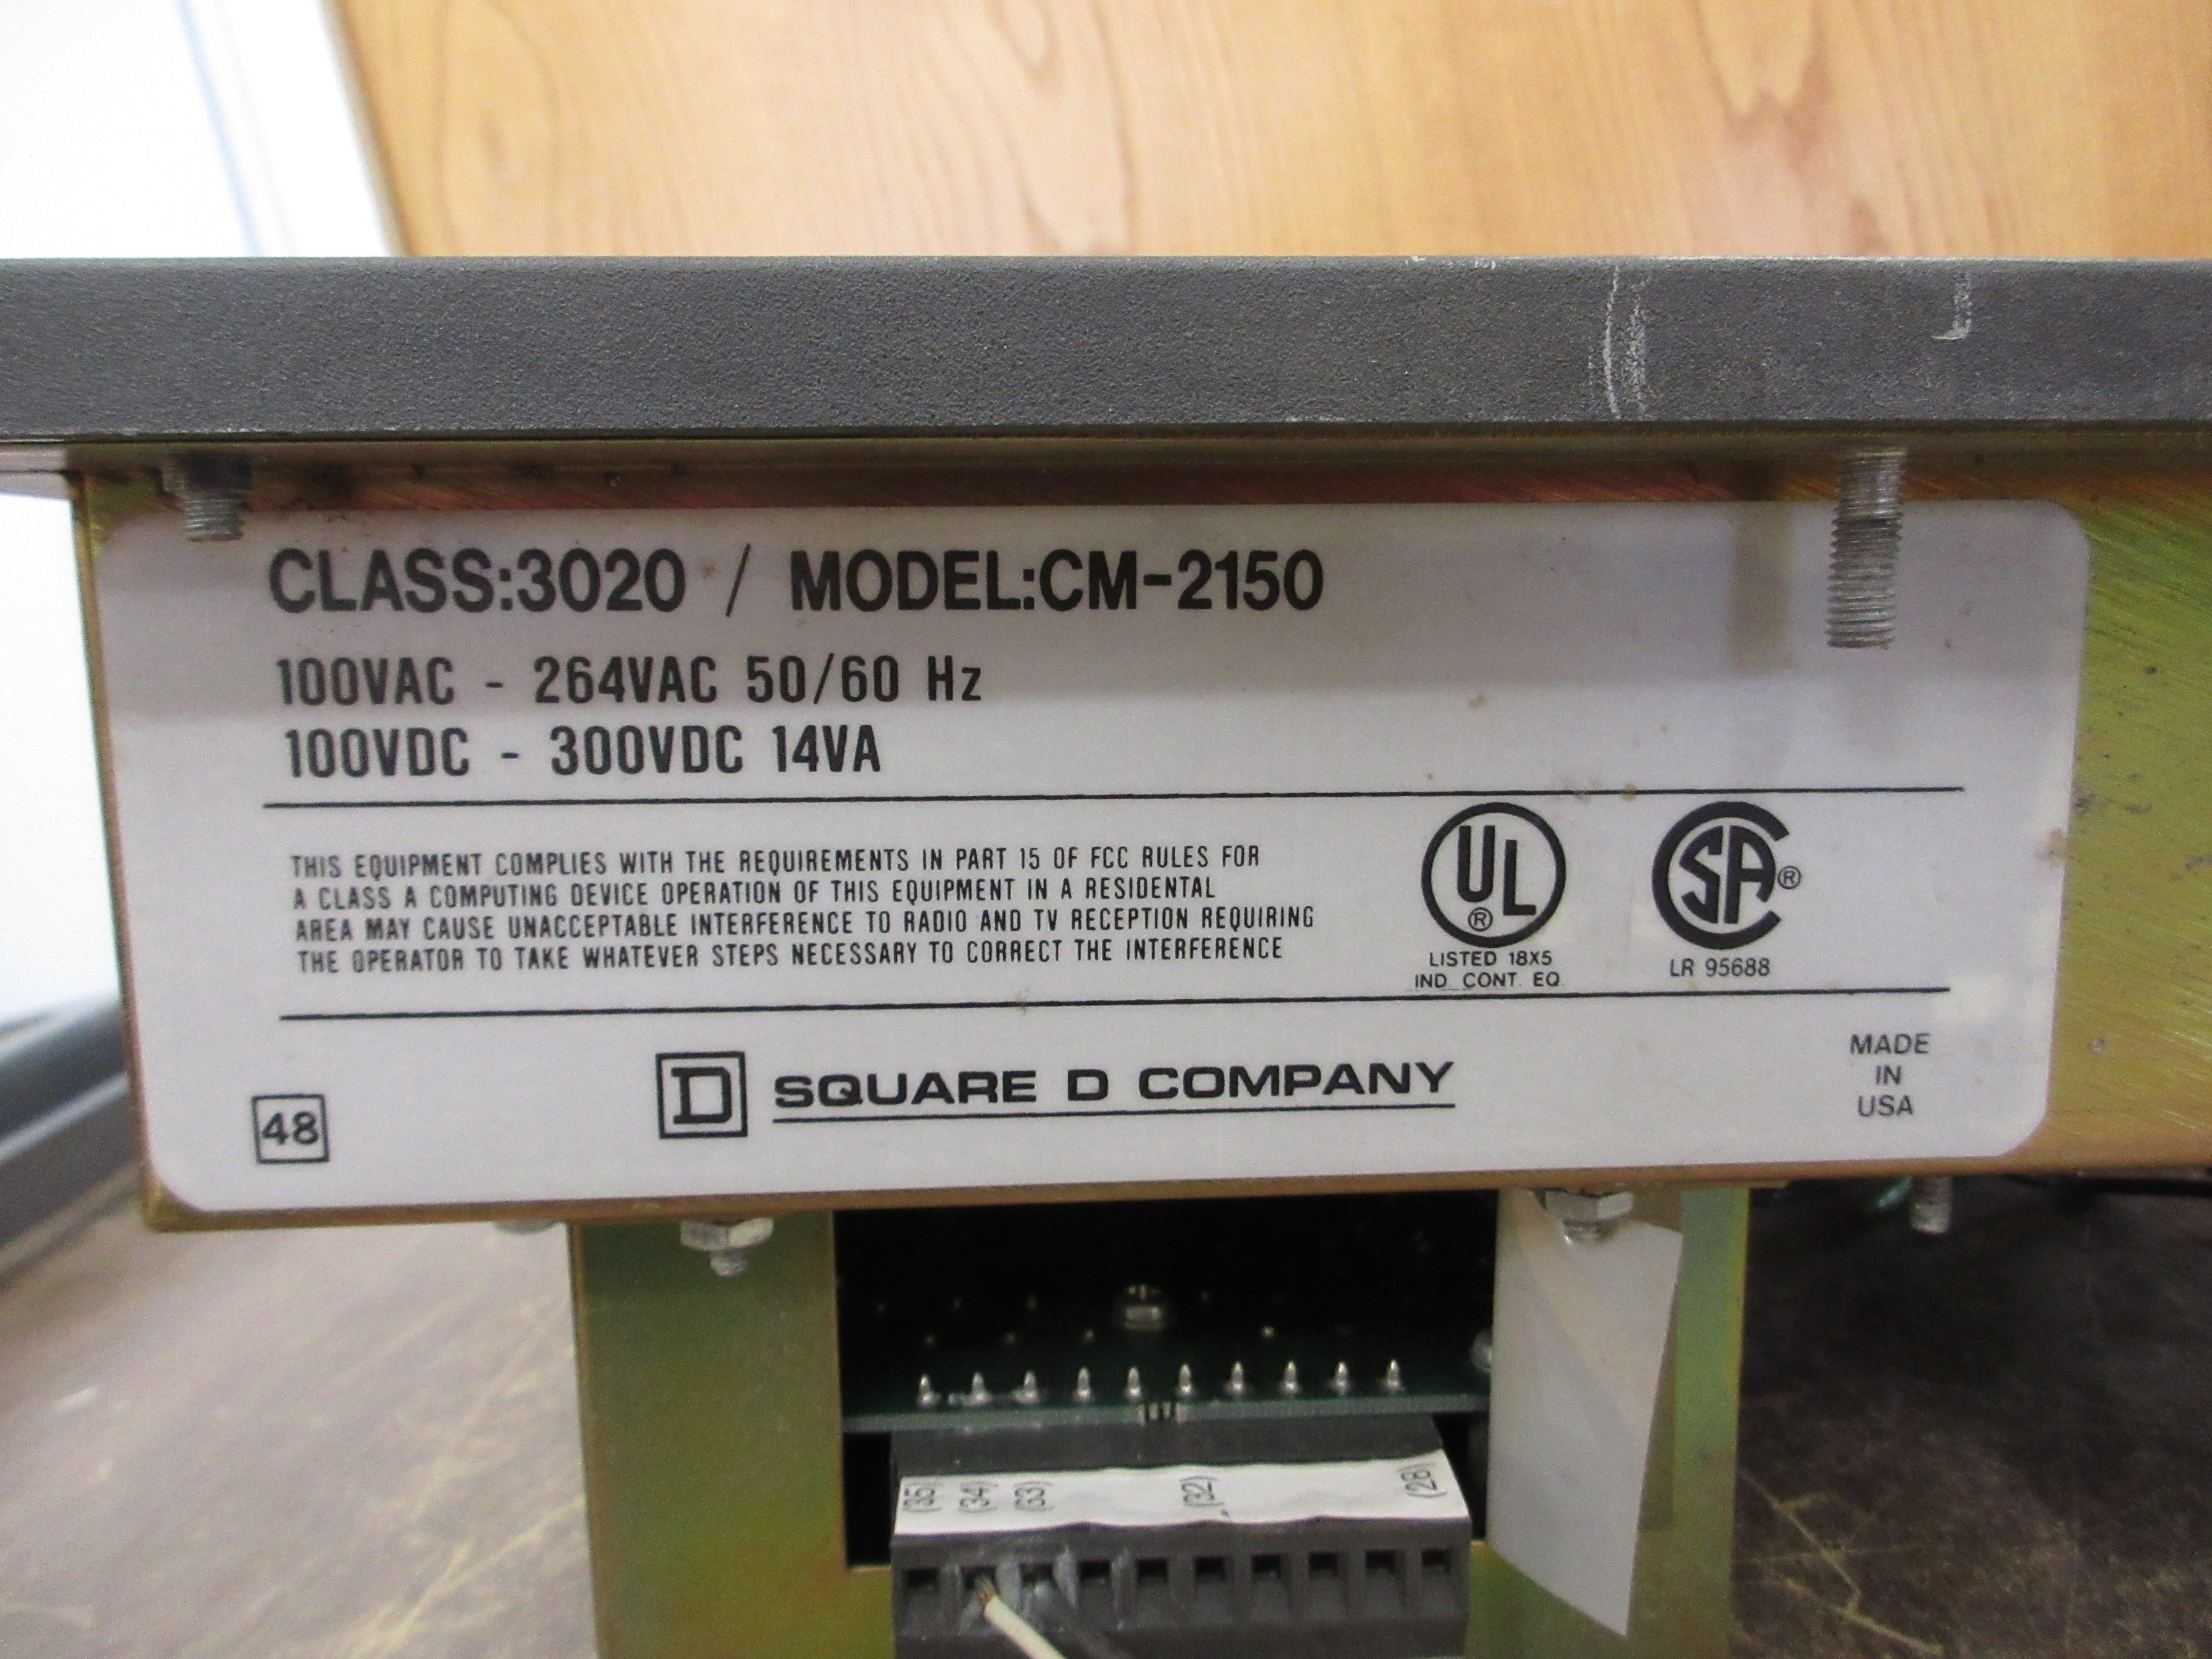 CLASS:3020 / MODEL:CM-2150
100VAC - 264VAC 50/60 Hz
100VDC - 300VDC 14VA
THIS EQUIPMENT COMPLIES WITH THE REQUIREMENTS IN PART 15 OF FCC RULES FOR
A CLASS A COMPUTING DEVICE OPERATION OF THIS EQUIPMENT IN A RESIDENTAL
AREA MAY CAUSE UNACCEPTABLE INTERFERENCE TO RADIO AND TV RECEPTION REQUIRING
THE OPERATOR TO TAKE WHATEVER STEPS NECESSARY TO CORRECT THE INTERFERENCE
UL ®
LISTED 18X5
IND. CONT. EQ.
SA ®
LR 95688
48
D SQUARE D COMPANY
MADE
IN
USA
(35) (34) (33) (32) (28)